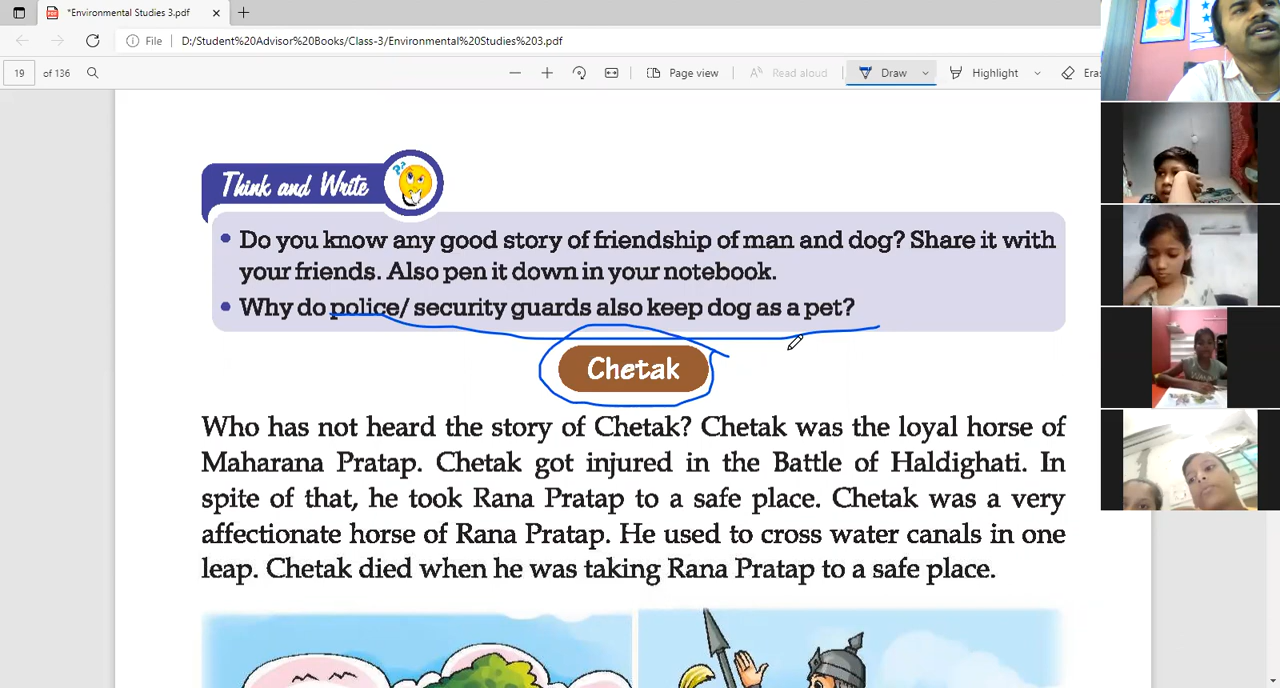 *Environmental Studies 3.pdf
File
D:/Student%20Advisor%20Books/Class-3/Environmental%20Studies%203.pdf
19 of 136
Page view
Read aloud
Draw
Highlight
Eras
Think and Write
• Do you know any good story of friendship of man and dog? Share it with
your friends. Also pen it down in your notebook.
• Why do police/ security guards also keep dog as a pet?
Chetak
Who has not heard the story of Chetak? Chetak was the loyal horse of
Maharana Pratap. Chetak got injured in the Battle of Haldighati. In
spite of that, he took Rana Pratap to a safe place. Chetak was a very
affectionate horse of Rana Pratap. He used to cross water canals in one
leap. Chetak died when he was taking Rana Pratap to a safe place.